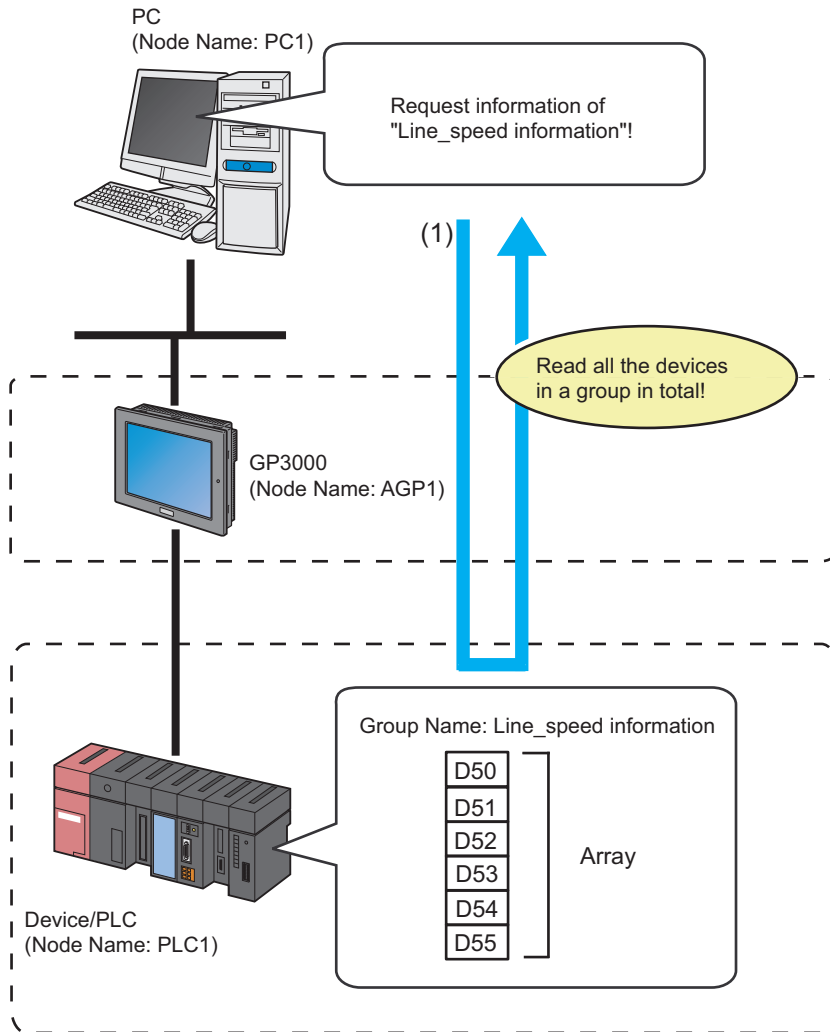 PC
(Node Name: PC1)
Request information of
"Line_speed information"!
(1)
Read all the devices
in a group in total!
GP3000
(Node Name: AGP1)
Group Name: Line_speed information
D50
D51
D52
D53
D54
D55
Array
Device/PLC
(Node Name: PLC1)